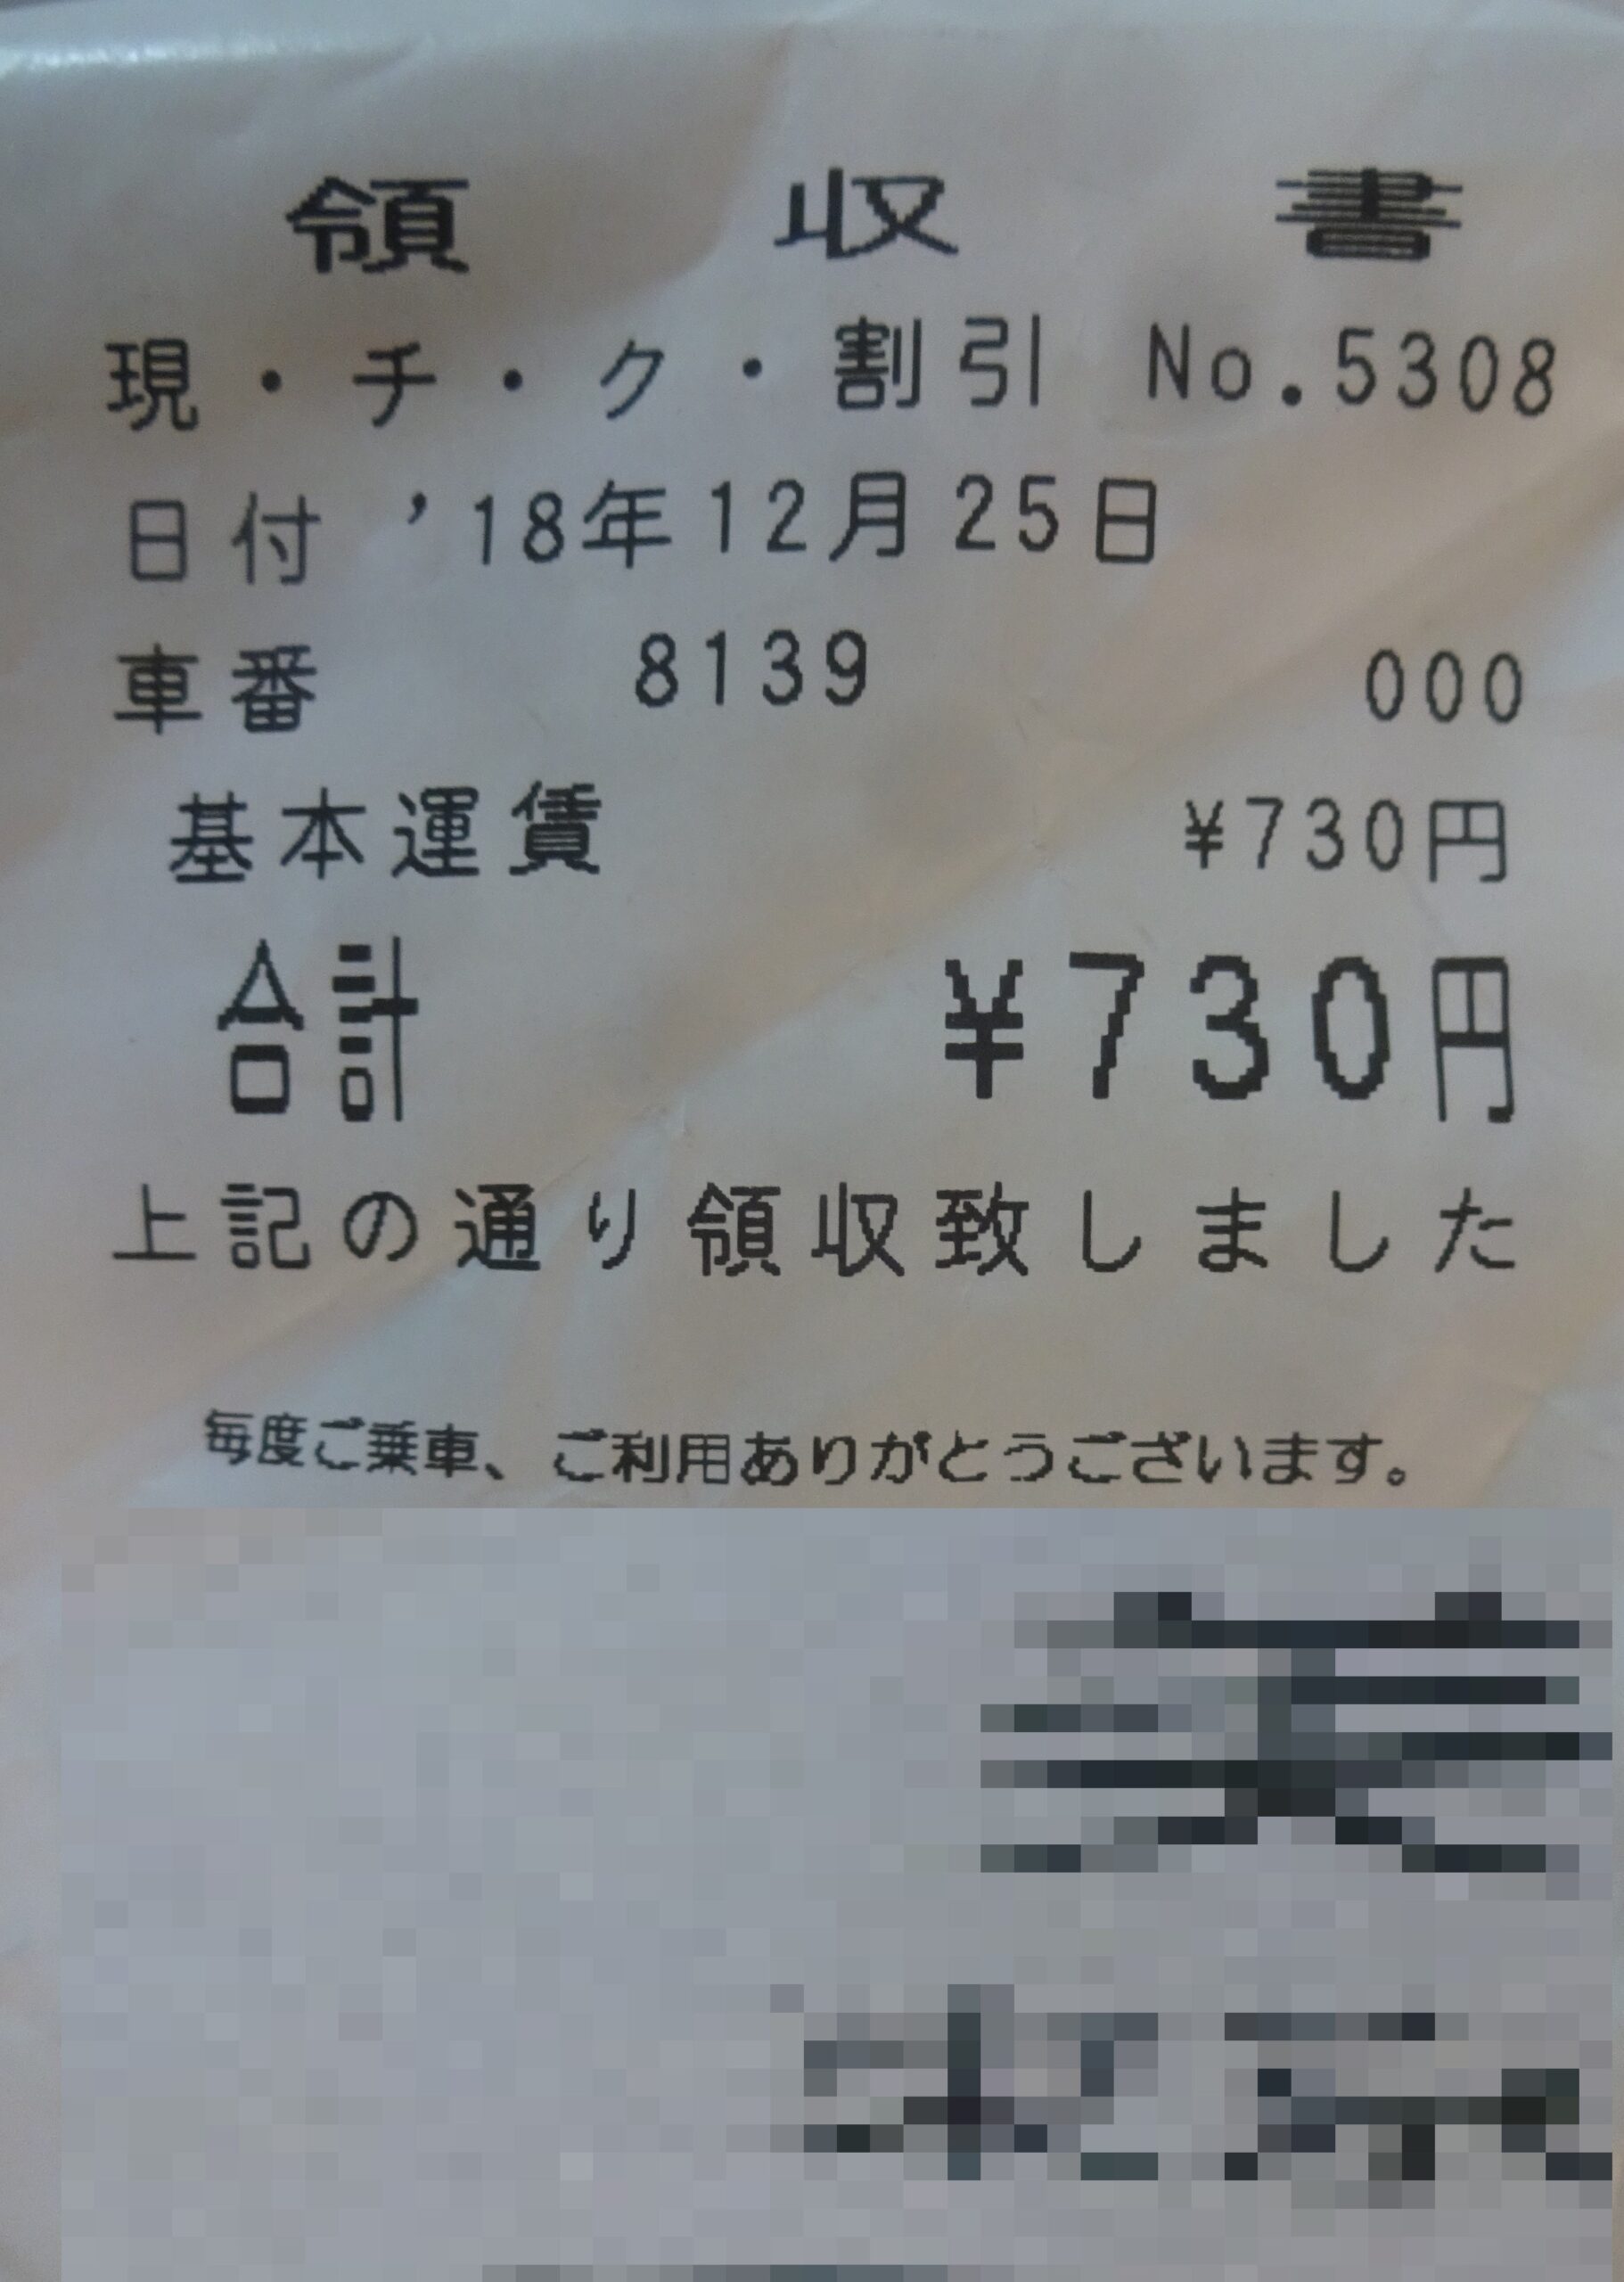 領収書
現・チ・ク・割引 No.5308
日付 '18年12月25日
車番 8139 000
基本運賃 ¥730円
合計 ¥730円
上記の通り領収致しました
毎度ご乗車、ご利用ありがとうございます。